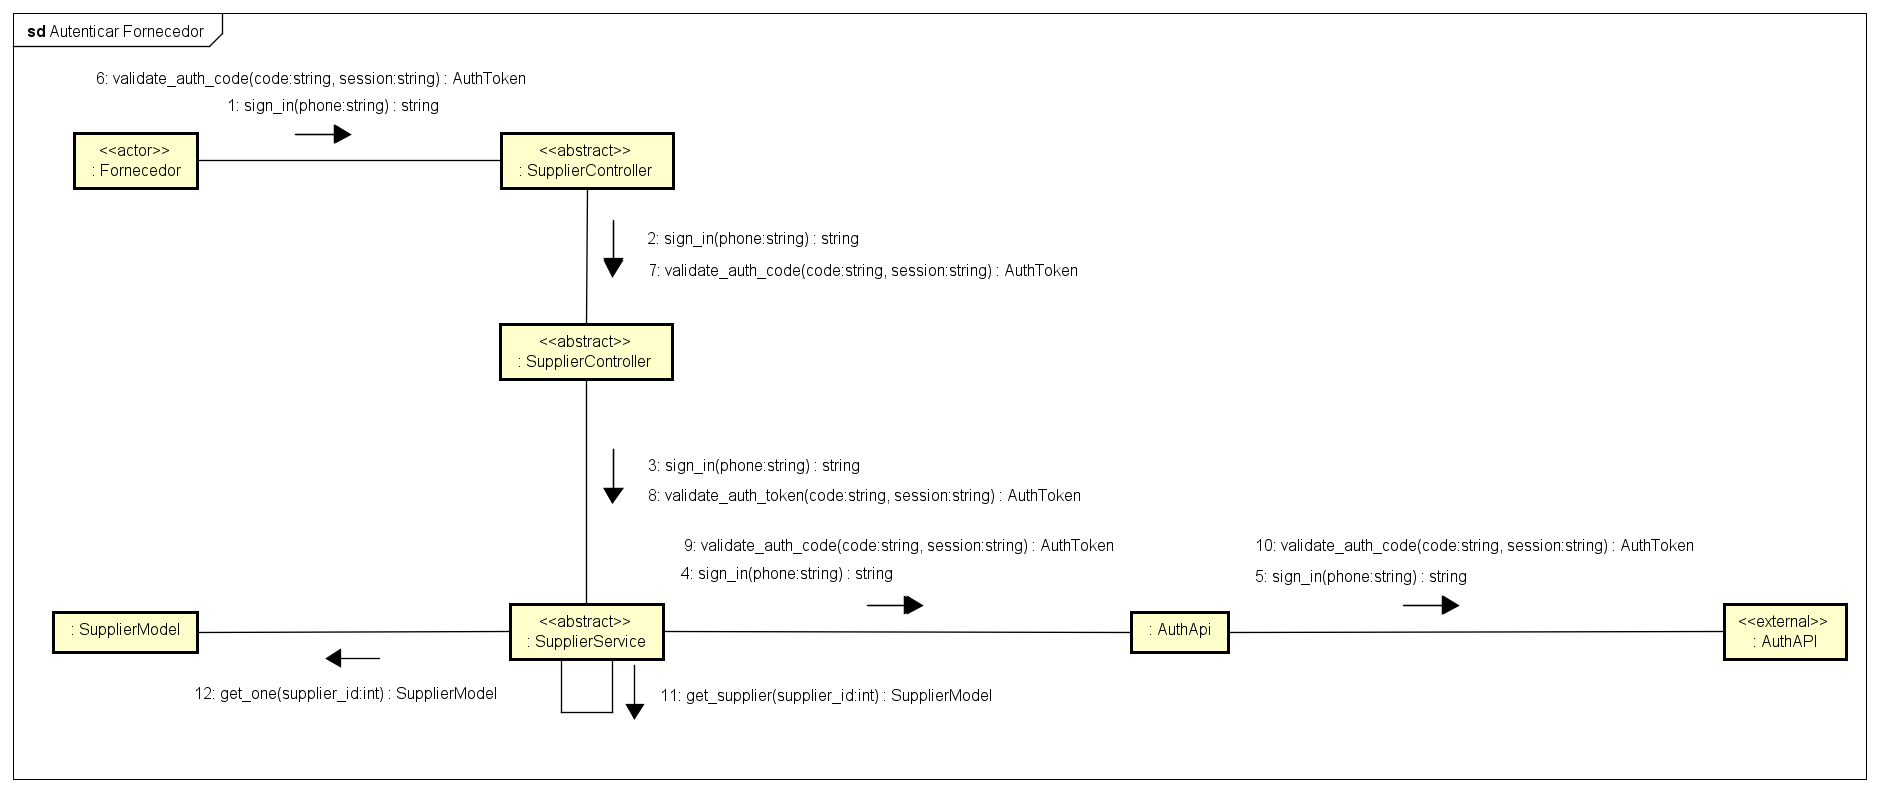 sd Autenticar Fornecedor
6: validate_auth_code(code:string, session:string) : AuthToken
1: sign_in(phone:string) : string
<<actor>>
: Fornecedor
<<abstract>>
: SupplierController
2: sign_in(phone:string) : string
7: validate_auth_code(code:string, session:string) : AuthToken
<<abstract>>
: SupplierController
3: sign_in(phone:string) : string
8: validate_auth_token(code:string, session:string) : AuthToken
9: validate_auth_code(code:string, session:string) : AuthToken
4: sign_in(phone:string) : string
10: validate_auth_code(code:string, session:string) : AuthToken
5: sign_in(phone:string) : string
: SupplierModel
<<abstract>>
: SupplierService
: AuthApi
<<external>>
: AuthAPI
12: get_one(supplier_id:int) : SupplierModel
11: get_supplier(supplier_id:int) : SupplierModel